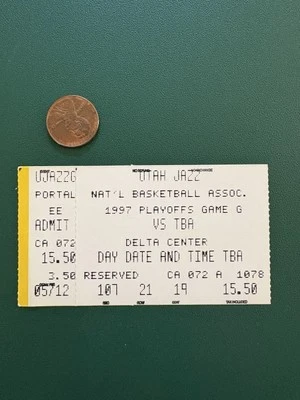 UJAZZG UTAH JAZZ
PORTAL NAT'L BASKETBALL ASSOC.
EE 1997 PLAYOFFS GAME G
ADMIT VS TBA
CA 072 DELTA CENTER
15.50 DAY DATE AND TIME TBA
3.50 RESERVED CA 072 A 1078
05/12 107 21 19 15.50